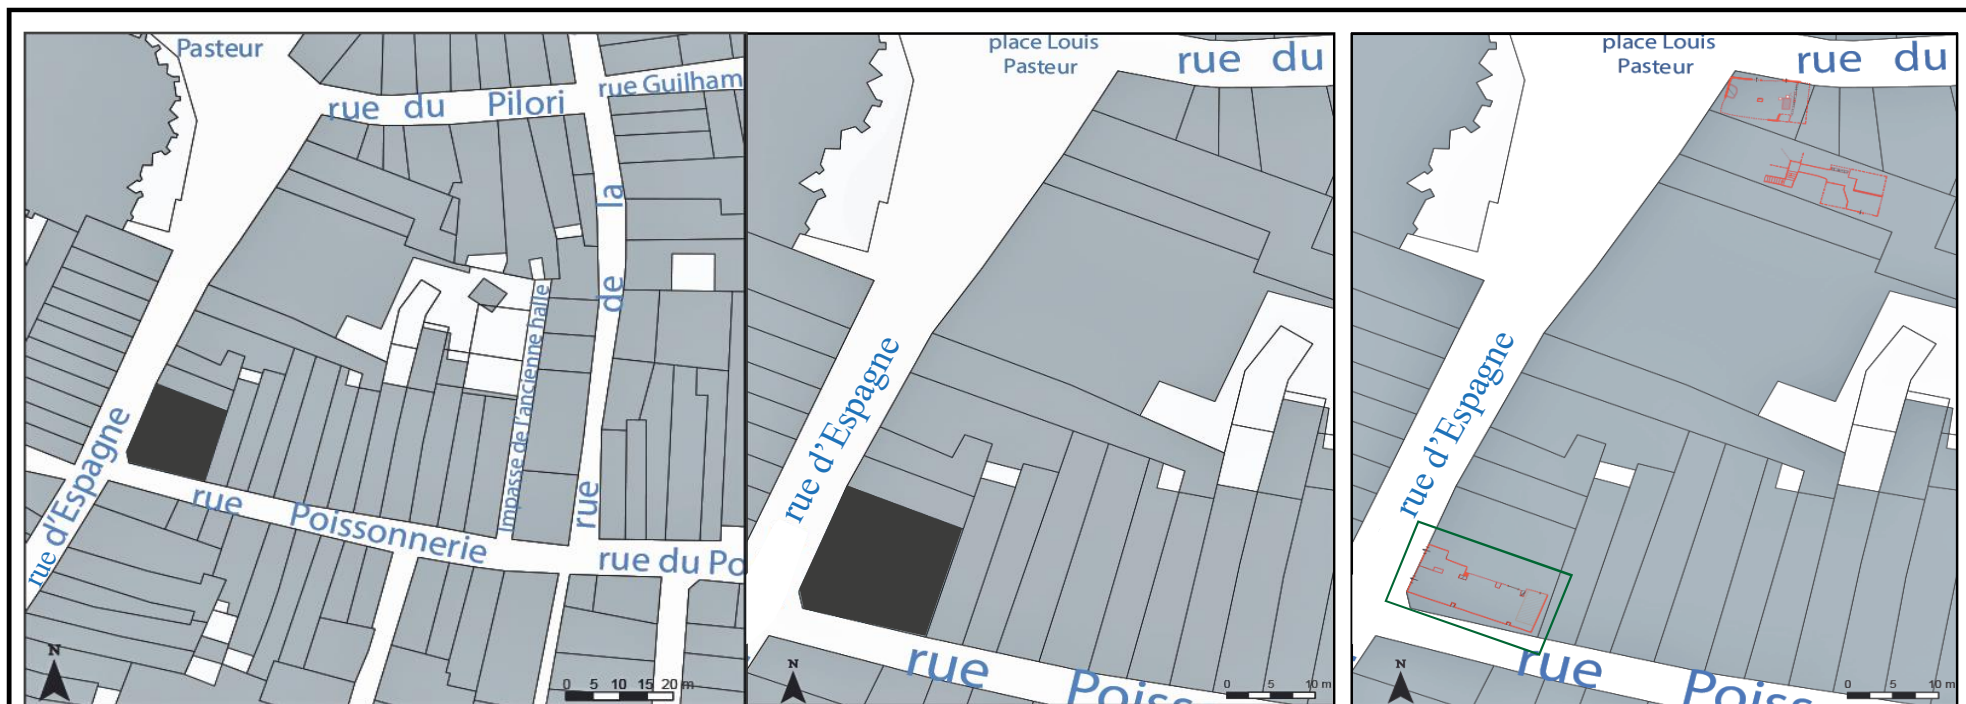 Pasteur
rue du Pilori
rue Guilham
rue de la
Impasse de l'ancienne halle
rue d'Espagne
rue Poissonnerie
rue du Po
N
0 5 10 15 20 m
place Louis
Pasteur
rue du
rue d'Espagne
rue Poiss
N
0 5 10 m
place Louis
Pasteur
rue du
rue d'Espagne
rue Poiss
N
0 5 10 m